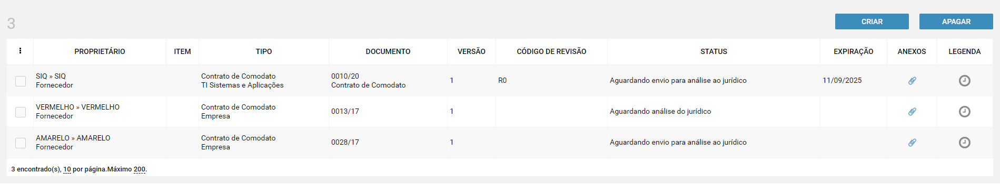 3
CRIAR
APAGAR
PROPRIETÁRIO ITEM TIPO DOCUMENTO VERSÃO CÓDIGO DE REVISÃO STATUS EXPIRAÇÃO ANEXOS LEGENDA
SIQ » SIQ
Fornecedor
Contrato de Comodato
TI Sistemas e Aplicações
0010/20
Contrato de Comodato
1
R0
Aguardando envio para análise ao jurídico
11/09/2025
VERMELHO » VERMELHO
Fornecedor
Contrato de Comodato
Empresa
0013/17
1
Aguardando análise do jurídico
AMARELO » AMARELO
Fornecedor
Contrato de Comodato
Empresa
0028/17
1
Aguardando envio para análise ao jurídico
3 encontrado(s), 10 por página.Máximo 200.